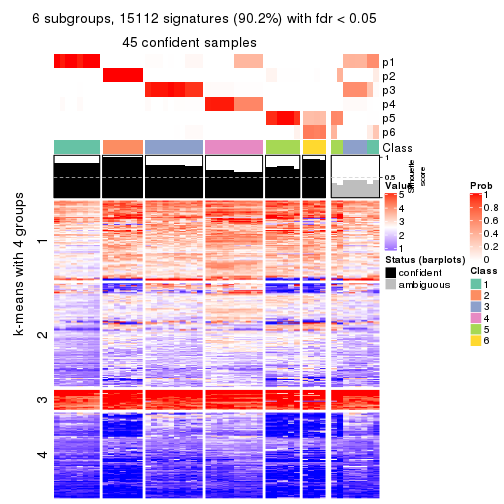 6 subgroups, 15112 signatures (90.2%) with fdr < 0.05
45 confident samples
p1
p2
p3
p4
p5
p6
Class
1
0.5
0
Silhouette
score
k-means with 4 groups
1
2
3
4
Value
5
4
3
2
1
Status (barplots)
confident
ambiguous
Prob
1
0.8
0.6
0.4
0.2
0
Class
1
2
3
4
5
6